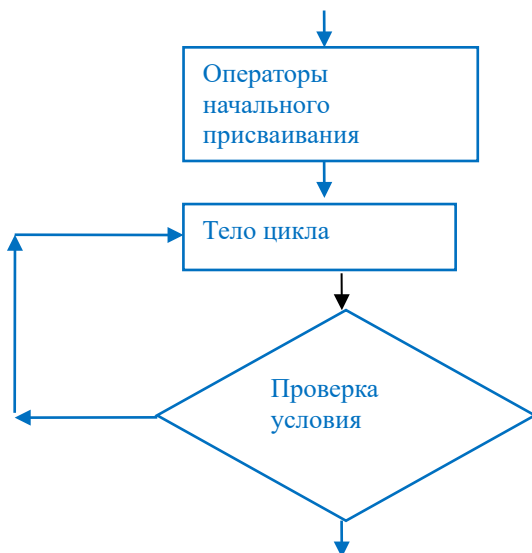 Операторы
начального
присваивания
Тело цикла
Проверка
условия